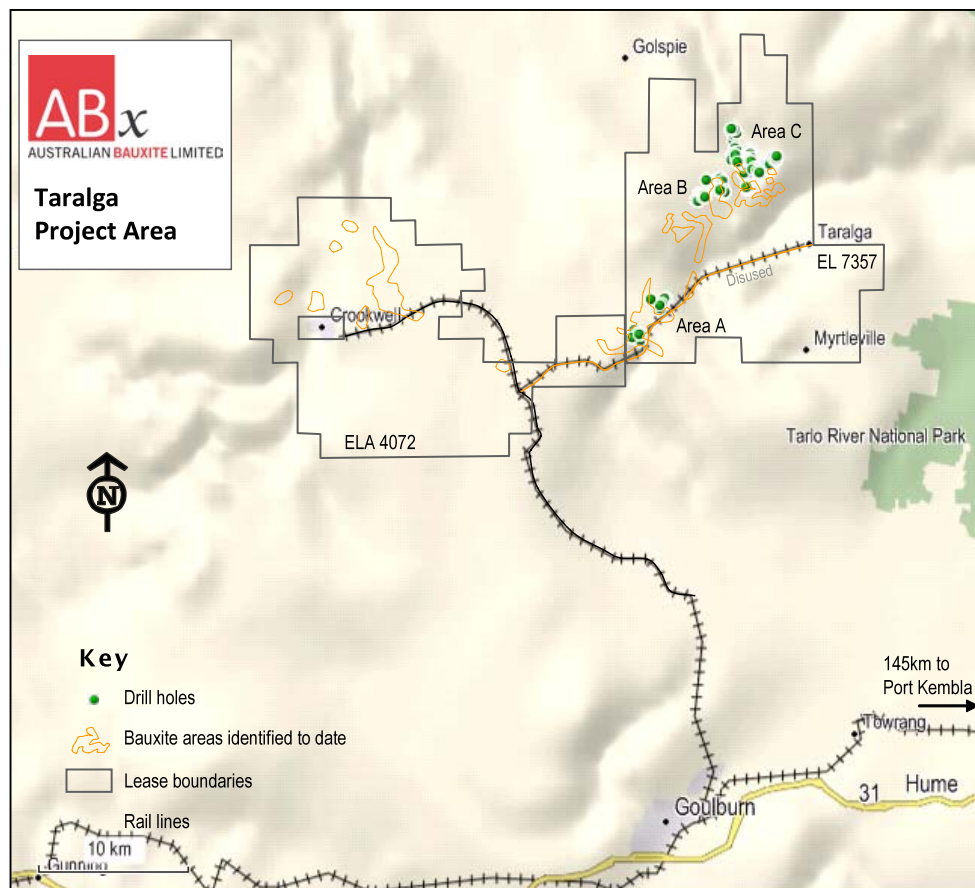 ABx
AUSTRALIAN BAUXITE LIMITED
Taralga
Project Area
Golspie
Area C
Area B
Taralga
EL 7357
Disused
Crookwell
Area A
Myrtleville
Tarlo River National Park
ELA 4072
N
Key
Drill holes
Bauxite areas identified to date
Lease boundaries
Rail lines
10 km
Gunning
145km to
Port Kembla
Towrang
31
Hume
Goulburn